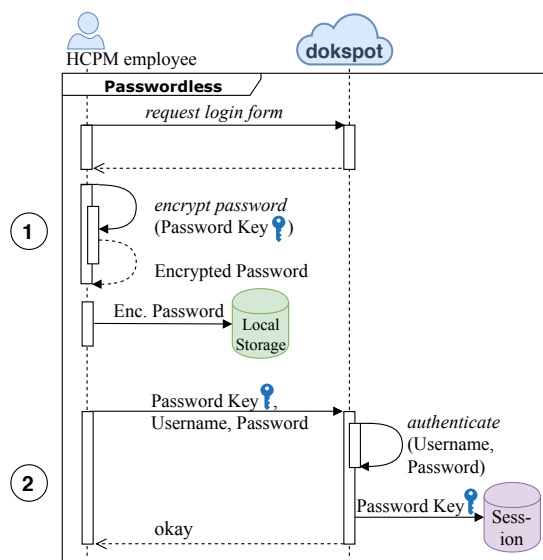 HCPM employee
dokspot
Passwordless
request login form
1
encrypt password
(Password Key )
Encrypted Password
Enc. Password
Local
Storage
Password Key ,
Username, Password
authenticate
(Username,
Password)
2
Password Key
Sess-
ion
okay